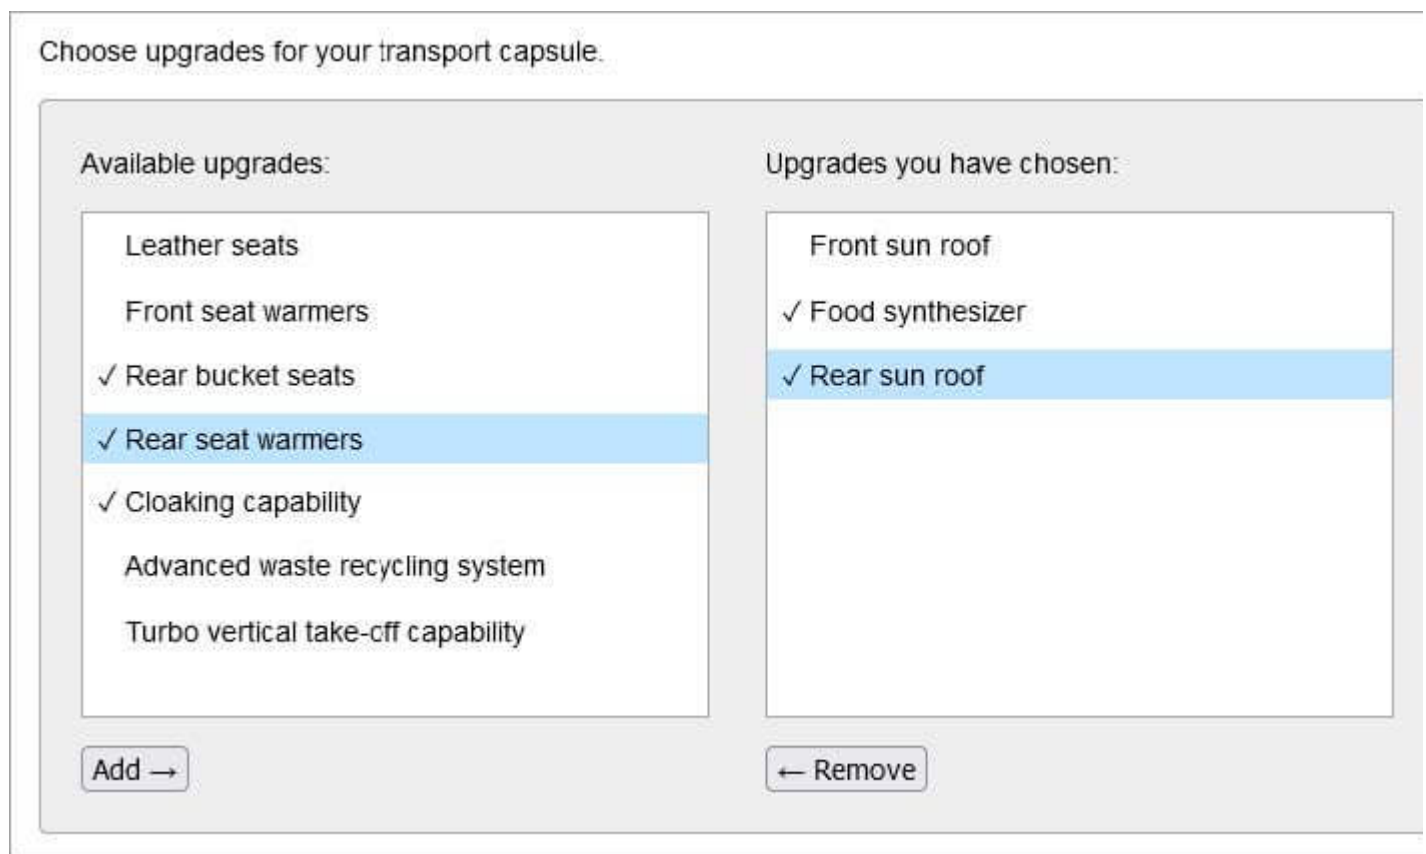 Choose upgrades for your transport capsule.
Available upgrades:
Leather seats
Front seat warmers
✓ Rear bucket seats
✓ Rear seat warmers
✓ Cloaking capability
Advanced waste recycling system
Turbo vertical take-off capability
Add →
Upgrades you have chosen:
Front sun roof
✓ Food synthesizer
✓ Rear sun roof
← Remove